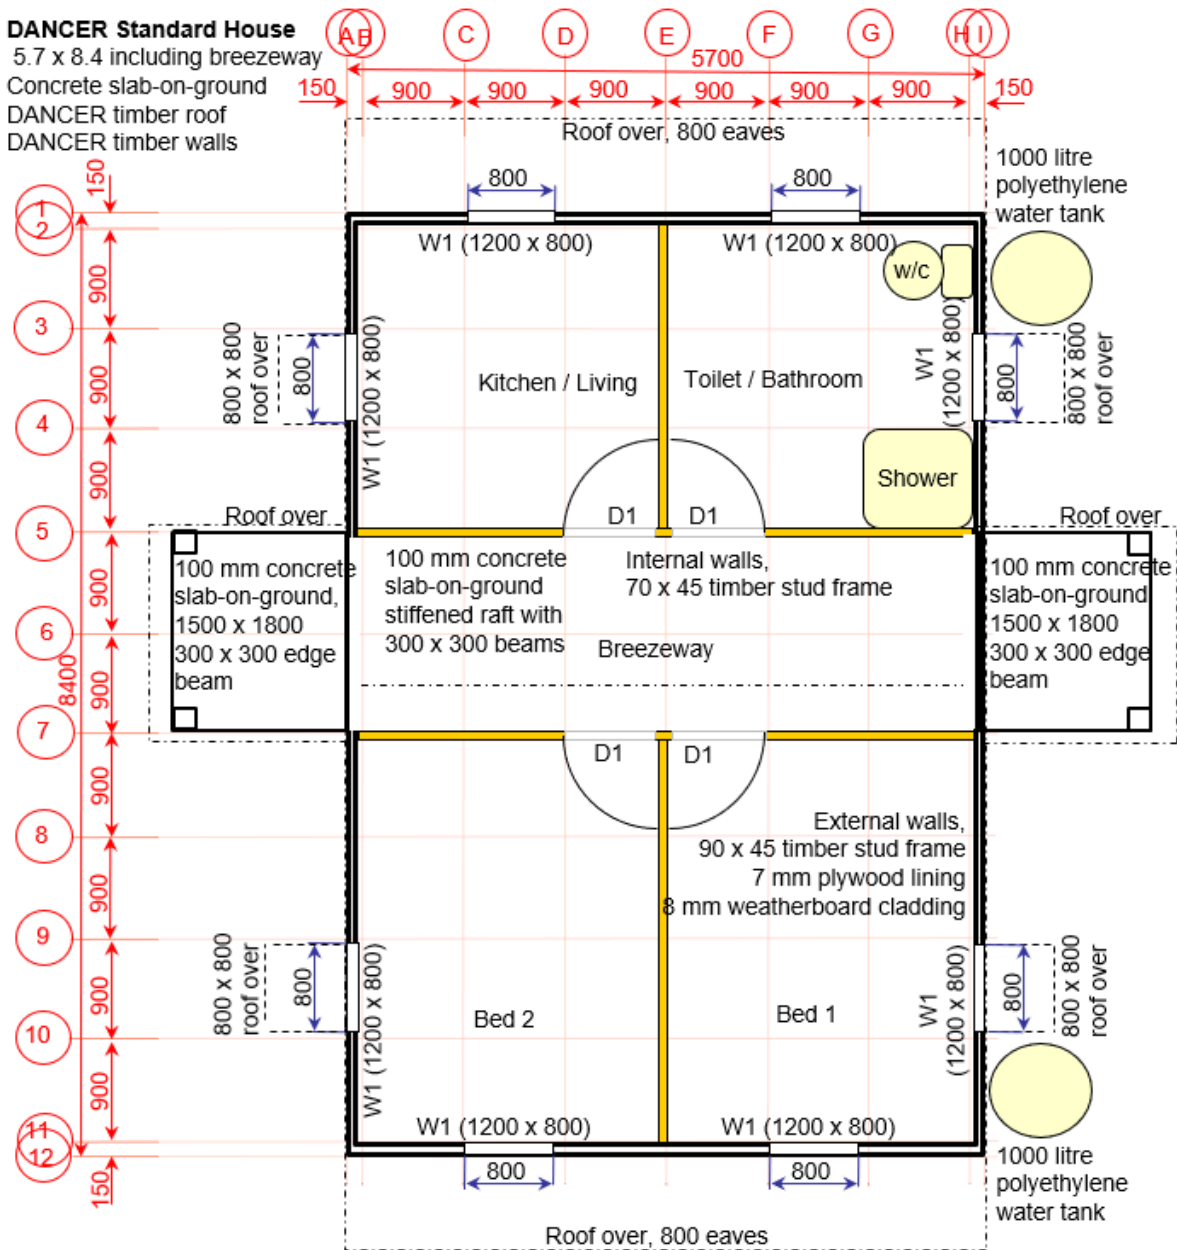 DANCER Standard House
5.7 x 8.4 including breezeway
Concrete slab-on-ground
DANCER timber roof
DANCER timber walls
A B C D E F G H I
5700
150 900 900 900 900 900 900 150
Roof over, 800 eaves
1000 litre
polyethylene
water tank
150
800 800
1
2
W1 (1200 x 800) W1 (1200 x 800)
w/c
900
3
800 x 800
roof over
800
W1 (1200 x 800)
Kitchen / Living
Toilet / Bathroom
W1
(1200 x 800)
800
800 x 800
roof over
900
4
900
Shower
5
Roof over
D1 D1
Roof over
100 mm concrete
slab-on-ground,
1500 x 1800
300 x 300 edge
beam
100 mm concrete
slab-on-ground
stiffened raft with
300 x 300 beams
Internal walls,
70 x 45 timber stud frame
100 mm concrete
slab-on-ground
1500 x 1800
300 x 300 edge
beam
900
6
Breezeway
8400
900
7
D1 D1
900
8
External walls,
90 x 45 timber stud frame
7 mm plywood lining
8 mm weatherboard cladding
900
9
800 x 800
roof over
800
W1 (1200 x 800)
Bed 2
Bed 1
W1
(1200 x 800)
800
800 x 800
roof over
900
10
900
11
12
W1 (1200 x 800) W1 (1200 x 800)
150
800 800
1000 litre
polyethylene
water tank
Roof over, 800 eaves